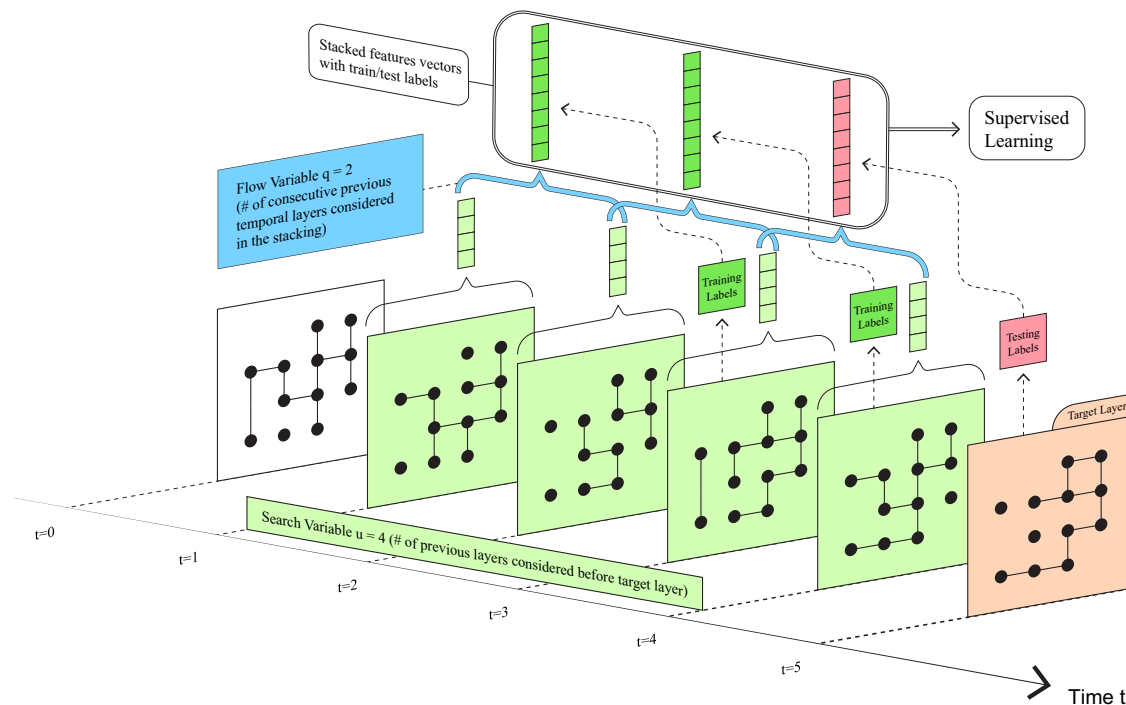 Stacked features vectors
with train/test labels
Supervised
Learning
Flow Variable q = 2
(# of consecutive previous
temporal layers considered
in the stacking)
Training
Labels
Training
Labels
Testing
Labels
Target Layer
Search Variable u = 4 (# of previous layers considered before target layer)
t=0
t=1
t=2
t=3
t=4
t=5
Time t